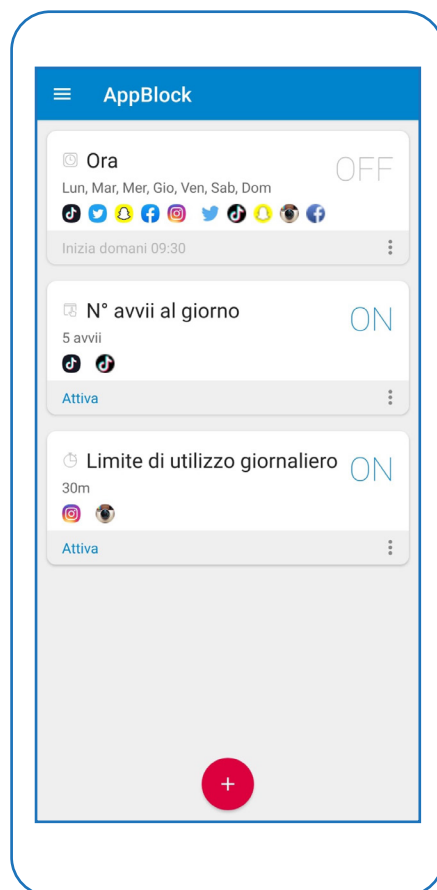 AppBlock
Ora
OFF
Lun, Mar, Mer, Gio, Ven, Sab, Dom
Inizia domani 09:30
N° avvii al giorno
ON
5 avvii
Attiva
Limite di utilizzo giornaliero
ON
30m
Attiva